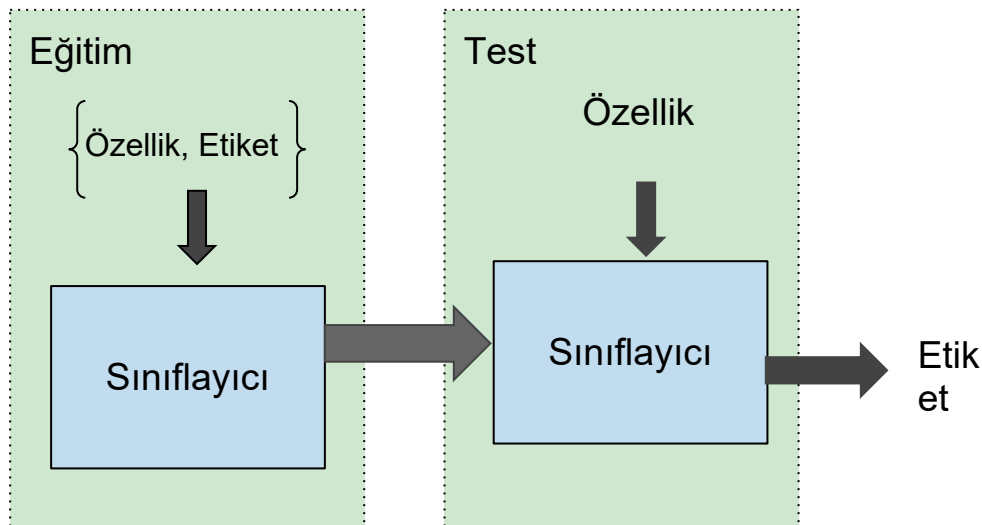 Eğitim
{Özellik, Etiket}
Sınıflayıcı
Test
Özellik
Sınıflayıcı
Etik
et